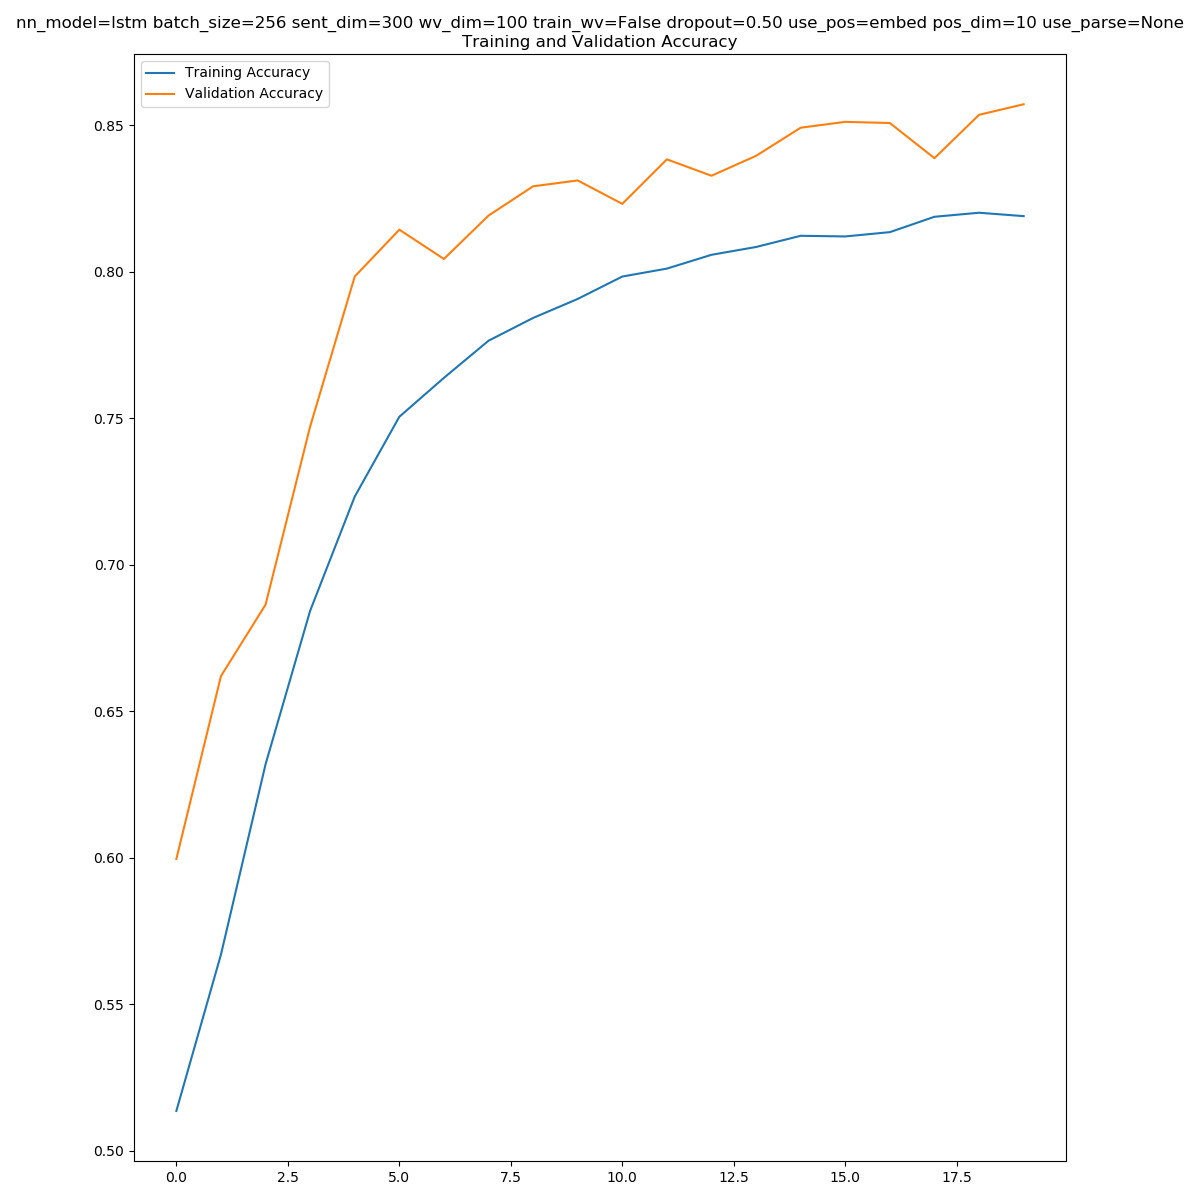 nn_model=lstm batch_size=256 sent_dim=300 wv_dim=100 train_wv=False dropout=0.50 use_pos=embed pos_dim=10 use_parse=None
Training and Validation Accuracy
Training Accuracy
Validation Accuracy
0.85
0.80
0.75
0.70
0.65
0.60
0.55
0.50
0.0 2.5 5.0 7.5 10.0 12.5 15.0 17.5